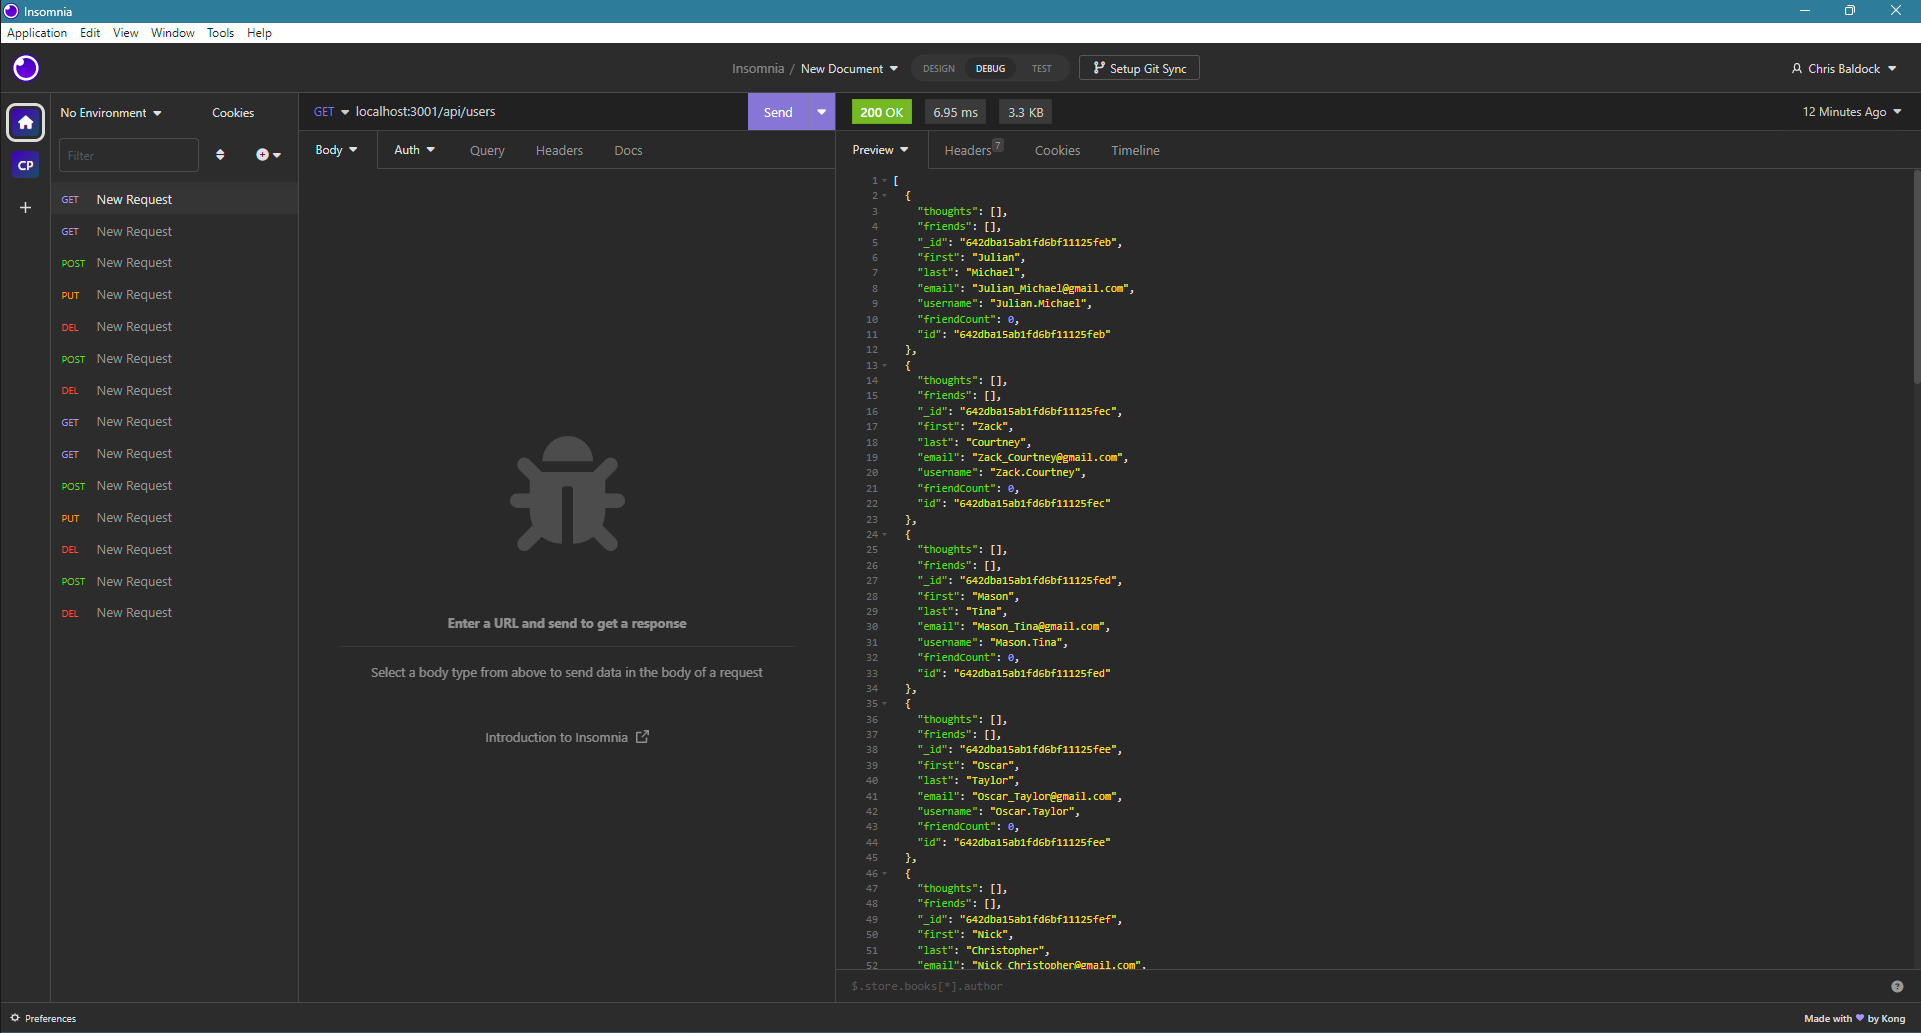 Insomnia
Application Edit View Window Tools Help
Insomnia / New Document DESIGN DEBUG TEST Setup Git Sync Chris Baldock
No Environment Cookies
Filter
CP
GET New Request
GET New Request
POST New Request
PUT New Request
DEL New Request
POST New Request
DEL New Request
GET New Request
GET New Request
POST New Request
PUT New Request
DEL New Request
POST New Request
DEL New Request
GET localhost:3001/api/users Send
Body Auth Query Headers Docs
Enter a URL and send to get a response
Select a body type from above to send data in the body of a request
Introduction to Insomnia
200 OK 6.95 ms 3.3 KB 12 Minutes Ago
Preview Headers 7 Cookies Timeline
1 [
2 {
3 "thoughts": [],
4 "friends": [],
5 "_id": "642dba15ab1fd6bf11125feb",
6 "first": "Julian",
7 "last": "Michael",
8 "email": "Julian_Michael@gmail.com",
9 "username": "Julian.Michael",
10 "friendCount": 0,
11 "id": "642dba15ab1fd6bf11125feb"
12 },
13 {
14 "thoughts": [],
15 "friends": [],
16 "_id": "642dba15ab1fd6bf11125fec",
17 "first": "Zack",
18 "last": "Courtney",
19 "email": "Zack_Courtney@gmail.com",
20 "username": "Zack.Courtney",
21 "friendCount": 0,
22 "id": "642dba15ab1fd6bf11125fec"
23 },
24 {
25 "thoughts": [],
26 "friends": [],
27 "_id": "642dba15ab1fd6bf11125fed",
28 "first": "Mason",
29 "last": "Tina",
30 "email": "Mason_Tina@gmail.com",
31 "username": "Mason.Tina",
32 "friendCount": 0,
33 "id": "642dba15ab1fd6bf11125fed"
34 },
35 {
36 "thoughts": [],
37 "friends": [],
38 "_id": "642dba15ab1fd6bf11125fee",
39 "first": "Oscar",
40 "last": "Taylor",
41 "email": "Oscar_Taylor@gmail.com",
42 "username": "Oscar.Taylor",
43 "friendCount": 0,
44 "id": "642dba15ab1fd6bf11125fee"
45 },
46 {
47 "thoughts": [],
48 "friends": [],
49 "_id": "642dba15ab1fd6bf11125fef",
50 "first": "Nick",
51 "last": "Christopher",
52 "email": "Nick_Christopher@gmail.com",
$.store.books[*].author
Preferences Made with ♥ by Kong